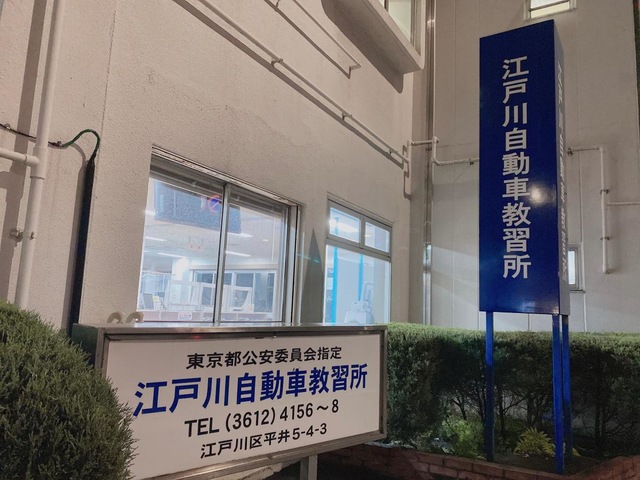 江戸川自動車教習所
東京都公安委員会指定
江戸川自動車教習所
TEL (3612) 4156～8
江戸川区平井5-4-3